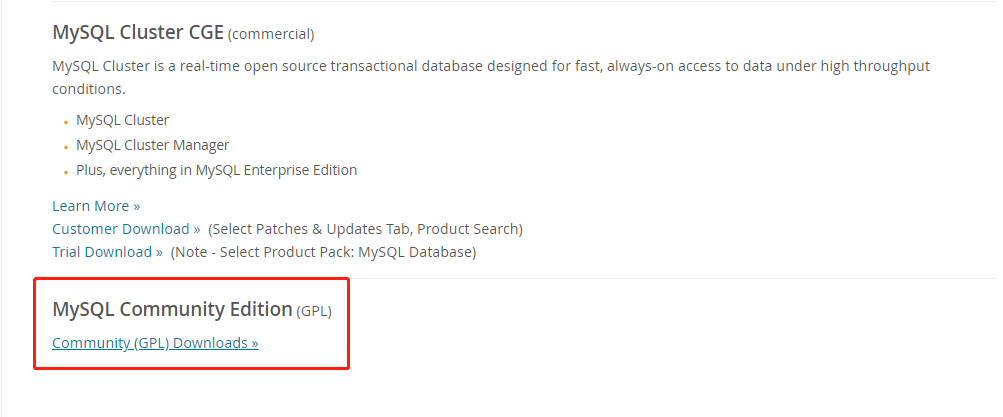 MySQL Cluster CGE (commercial)
MySQL Cluster is a real-time open source transactional database designed for fast, always-on access to data under high throughput
conditions.
MySQL Cluster
MySQL Cluster Manager
Plus, everything in MySQL Enterprise Edition
Learn More »
Customer Download » (Select Patches & Updates Tab, Product Search)
Trial Download » (Note - Select Product Pack: MySQL Database)
MySQL Community Edition (GPL)
Community (GPL) Downloads »